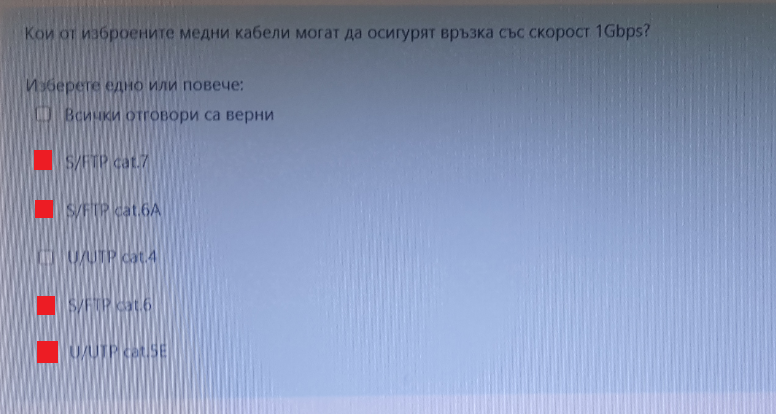 Кои от изброените медни кабели могат да осигурят връзка със скорост 1Gbps?
Изберете едно или повече:
Всички отговори са верни
S/FTP cat.7
S/FTP cat.6A
U/UTP cat.4
S/FTP cat.6
U/UTP cat.5E